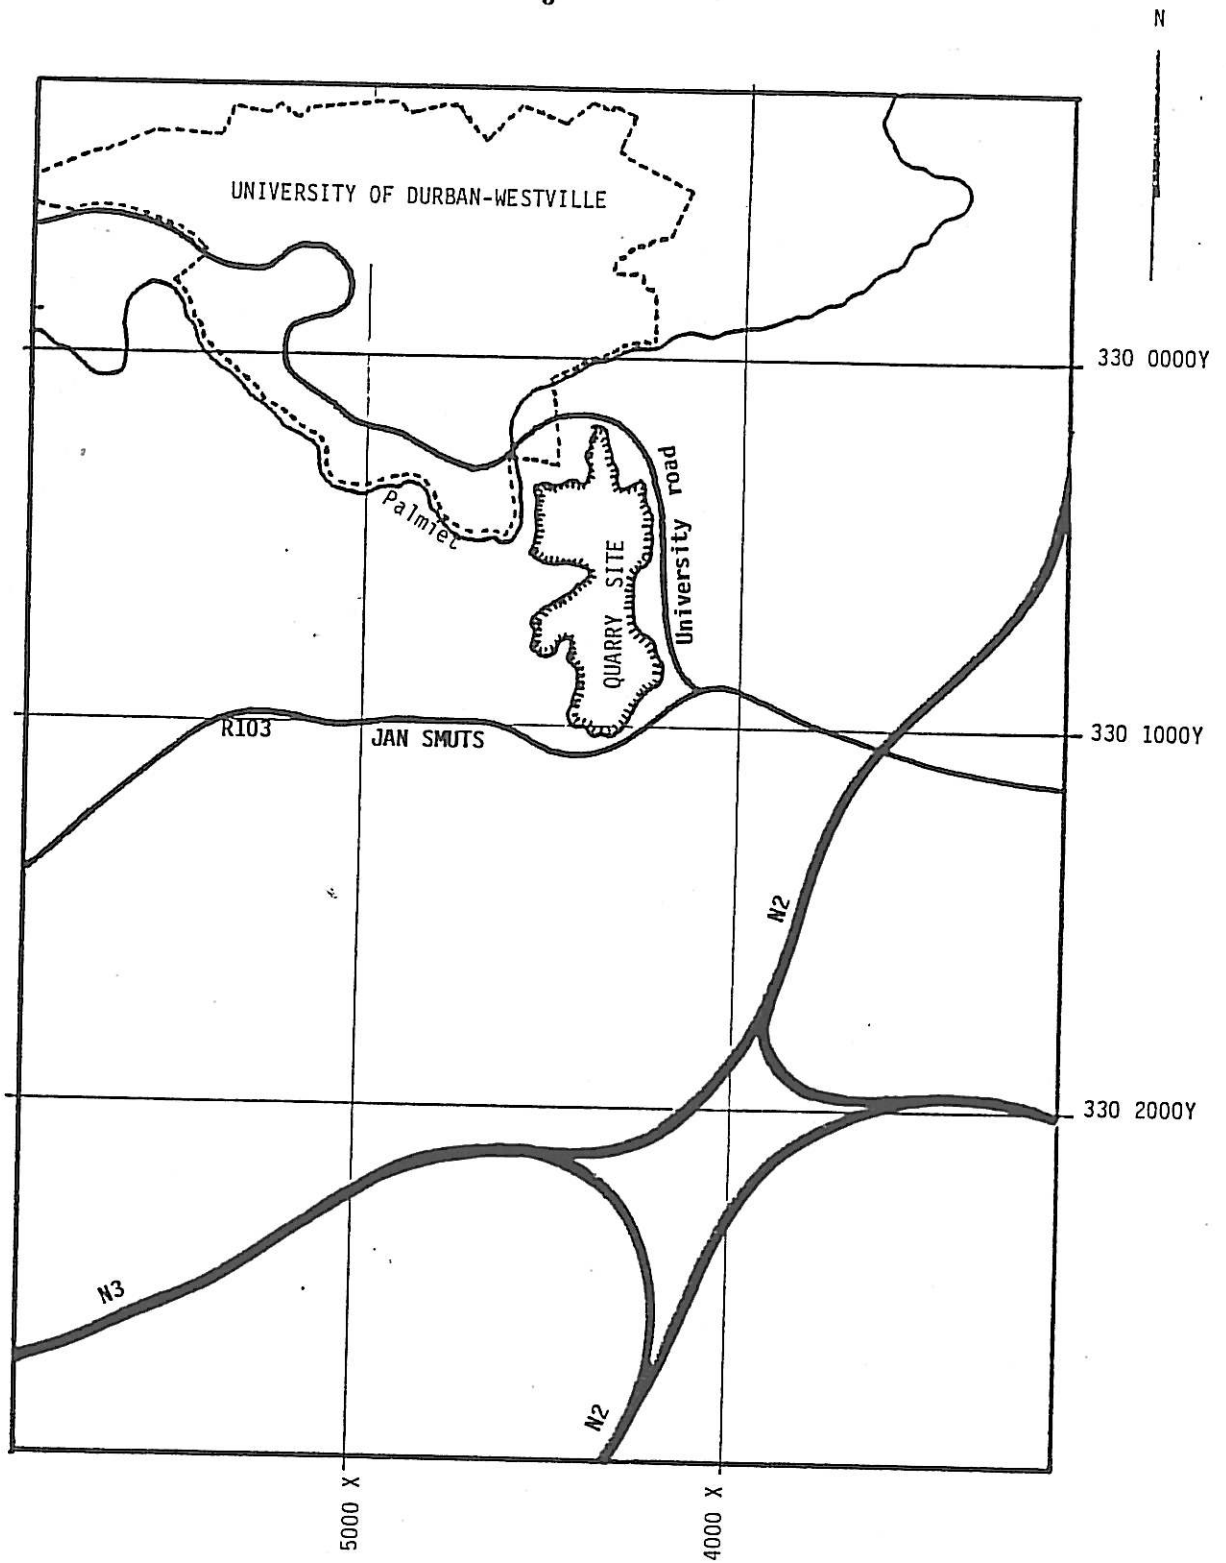 N
UNIVERSITY OF DURBAN-WESTVILLE
330 0000Y
Palmiet
University road
QUARRY SITE
R103
JAN SMUTS
330 1000Y
N2
330 2000Y
N3
N2
5000 X
4000 X